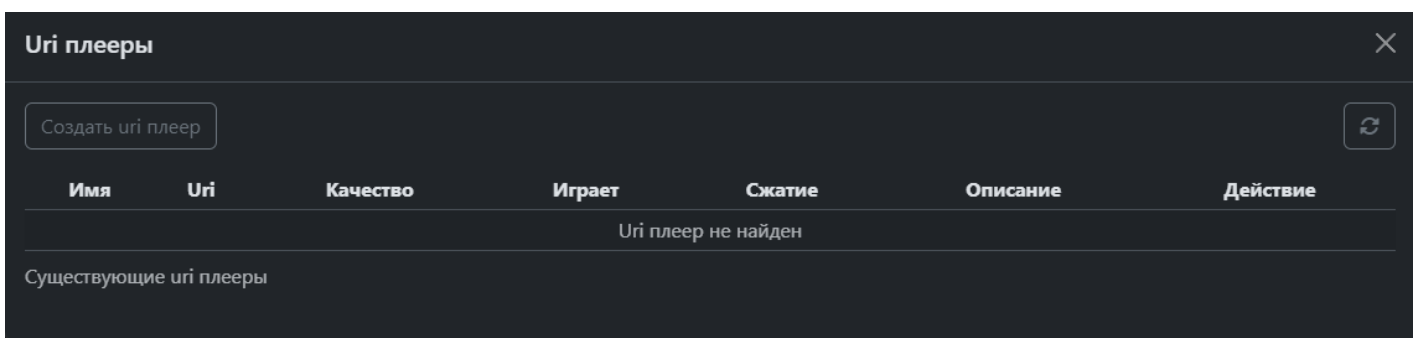 Uri плееры
Создать uri плеер
Имя Uri Качество Играет Сжатие Описание Действие
Uri плеер не найден
Существующие uri плееры